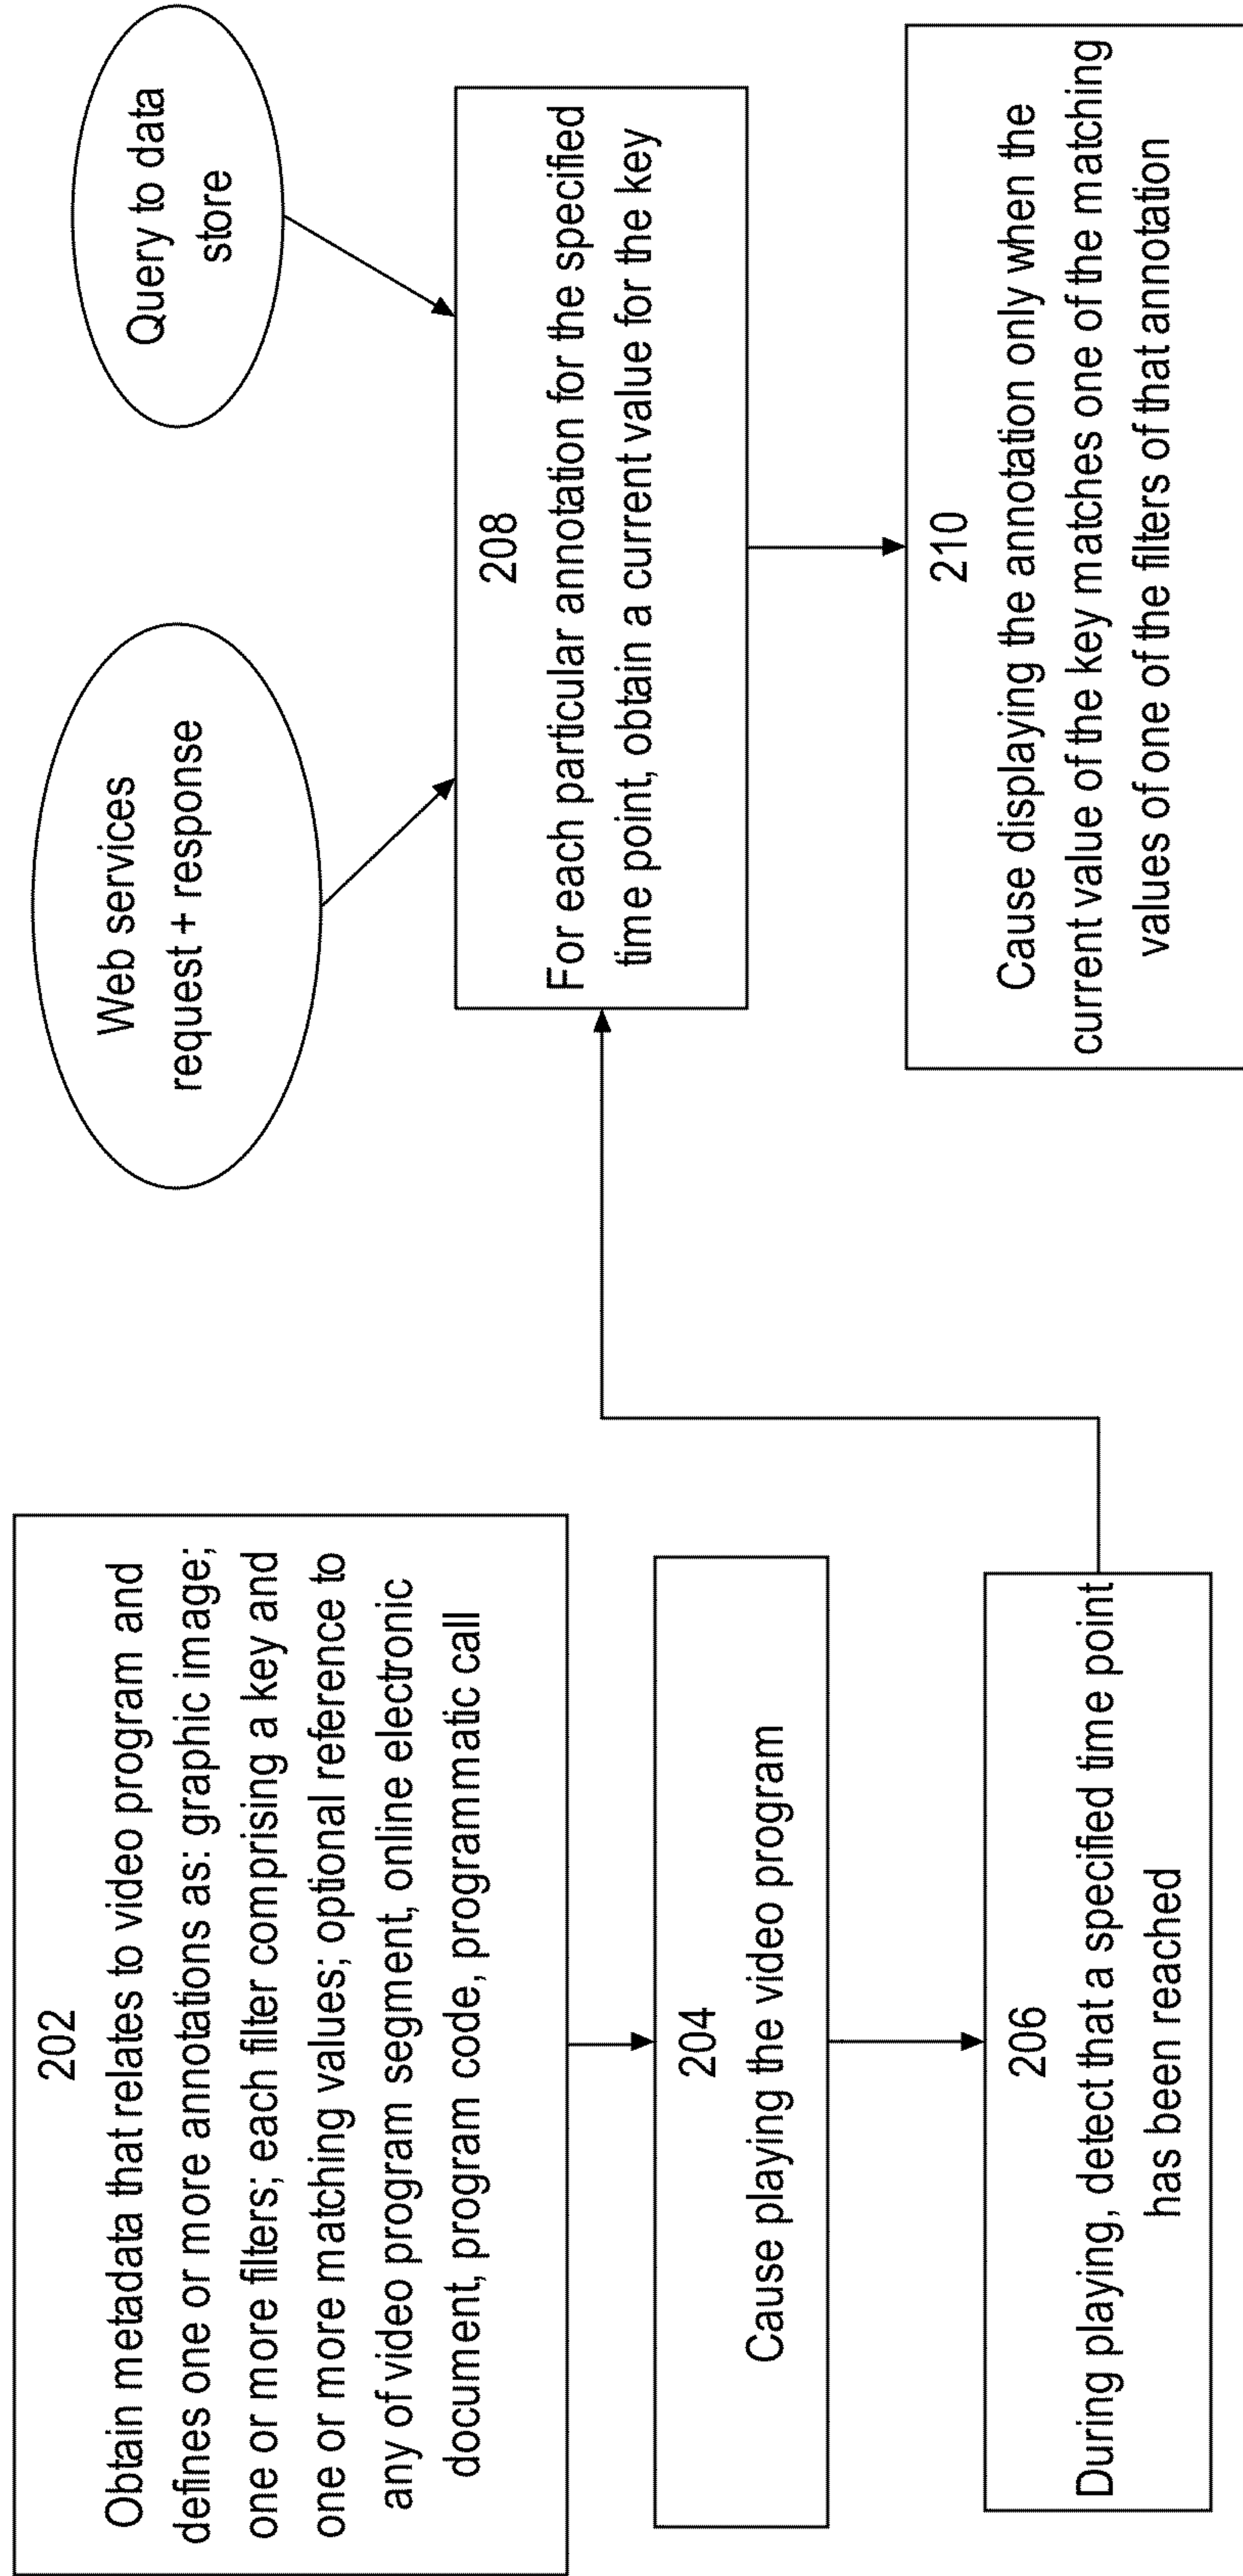 202
Obtain metadata that relates to video program and
defines one or more annotations as: graphic image;
one or more filters; each filter comprising a key and
one or more matching values; optional reference to
any of video program segment, online electronic
document, program code, programmatic call
204
Cause playing the video program
206
During playing, detect that a specified time point
has been reached
Web services
request + response
Query to data
store
208
For each particular annotation for the specified
time point, obtain a current value for the key
210
Cause displaying the annotation only when the
current value of the key matches one of the matching
values of one of the filters of that annotation